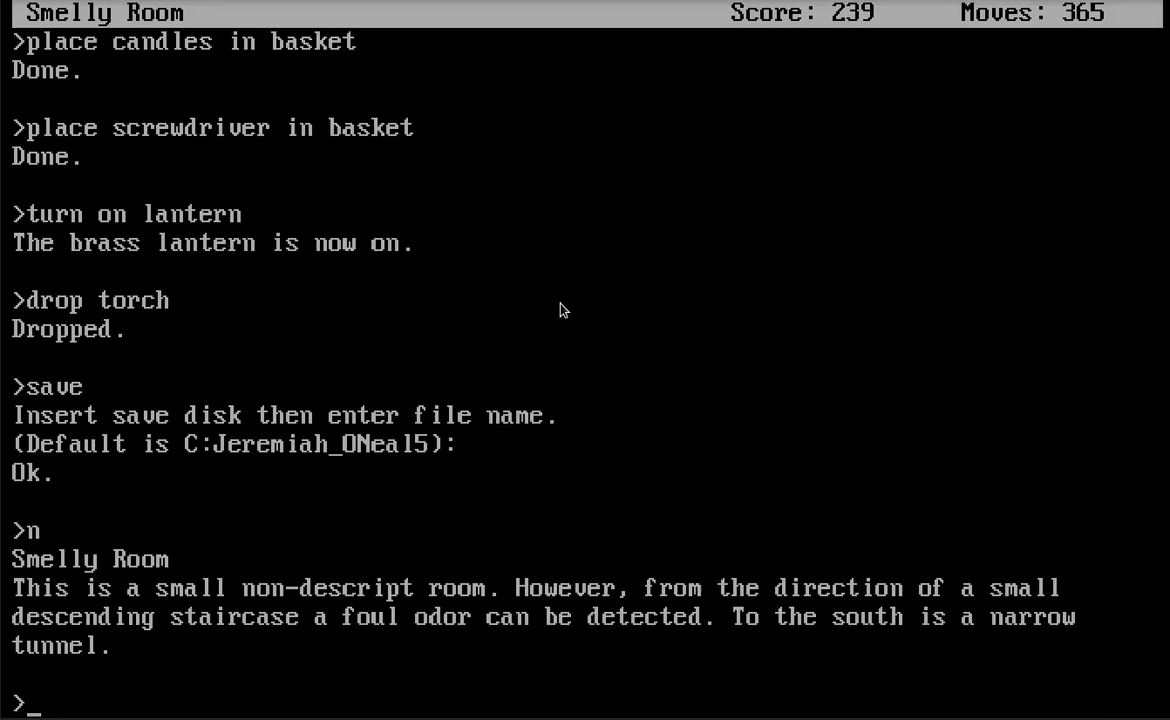 Smelly Room Score: 239 Moves: 365
>place candles in basket
Done.
>place screwdriver in basket
Done.
>turn on lantern
The brass lantern is now on.
>drop torch
Dropped.
>save
Insert save disk then enter file name.
(Default is C:Jeremiah_ONeal5):
Ok.
>n
Smelly Room
This is a small non-descript room. However, from the direction of a small
descending staircase a foul odor can be detected. To the south is a narrow
tunnel.
>_